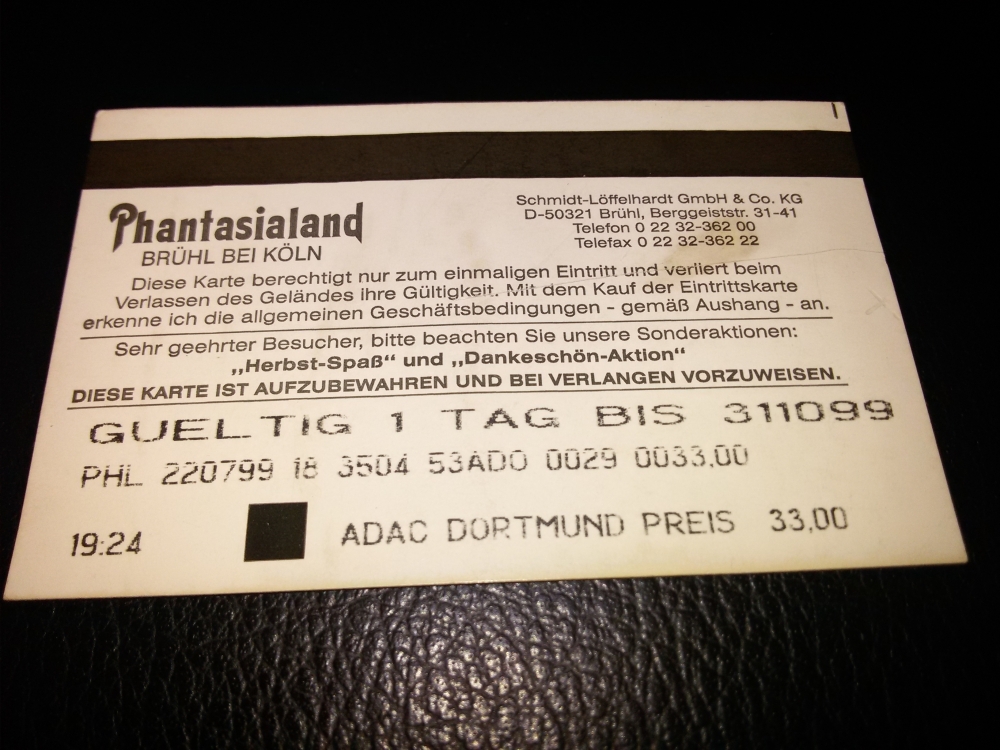 Phantasialand
BRÜHL BEI KÖLN
Schmidt-Löffelhardt GmbH & Co. KG
D-50321 Brühl, Berggeiststr. 31-41
Telefon 0 22 32-362 00
Telefax 0 22 32-362 22
Diese Karte berechtigt nur zum einmaligen Eintritt und verliert beim
Verlassen des Geländes ihre Gültigkeit. Mit dem Kauf der Eintrittskarte
erkenne ich die allgemeinen Geschäftsbedingungen - gemäß Aushang - an.
Sehr geehrter Besucher, bitte beachten Sie unsere Sonderaktionen:
„Herbst-Spaß“ und „Dankeschön-Aktion“
DIESE KARTE IST AUFZUBEWAHREN UND BEI VERLANGEN VORZUWEISEN.
GUELTIG 1 TAG BIS 311099
PHL 220799 18 3504 53ADO 0029 0033,00
19:24
ADAC DORTMUND PREIS 33,00